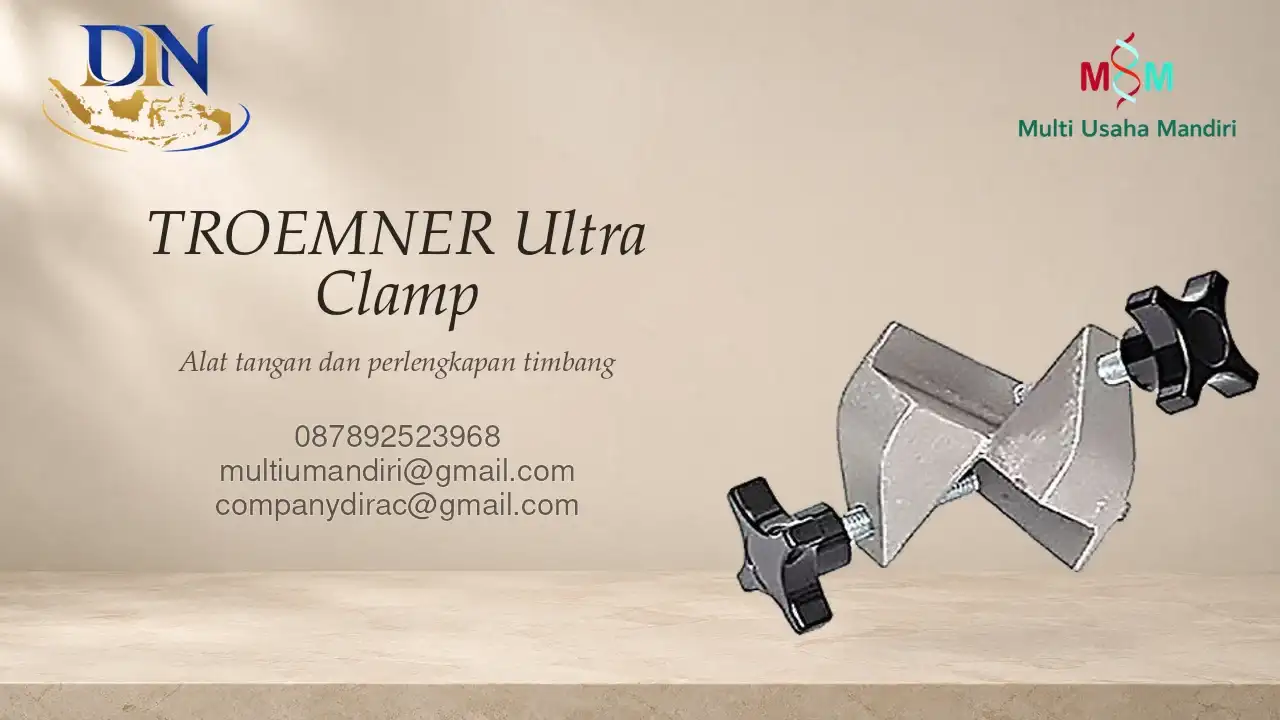 DIN
MSM
Multi Usaha Mandiri
TROEMNER Ultra
Clamp
Alat tangan dan perlengkapan timbang
087892523968
multiumandiri@gmail.com
companydirac@gmail.com